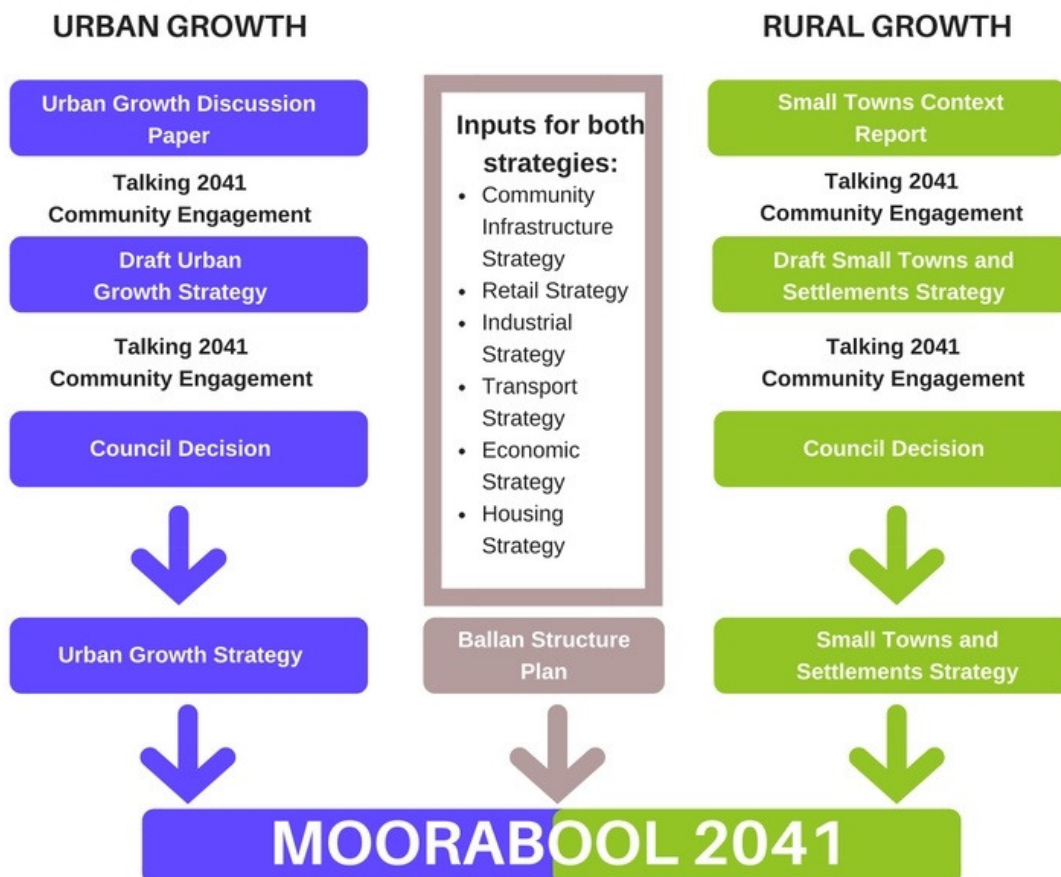 URBAN GROWTH
Urban Growth Discussion
Paper
Talking 2041
Community Engagement
Draft Urban
Growth Strategy
Talking 2041
Community Engagement
Council Decision
Urban Growth Strategy
Inputs for both
strategies:
• Community
Infrastructure
Strategy
• Retail Strategy
• Industrial
Strategy
• Transport
Strategy
• Economic
Strategy
• Housing
Strategy
Ballan Structure
Plan
RURAL GROWTH
Small Towns Context
Report
Talking 2041
Community Engagement
Draft Small Towns and
Settlements Strategy
Talking 2041
Community Engagement
Council Decision
Small Towns and
Settlements Strategy
MOORABOOL 2041